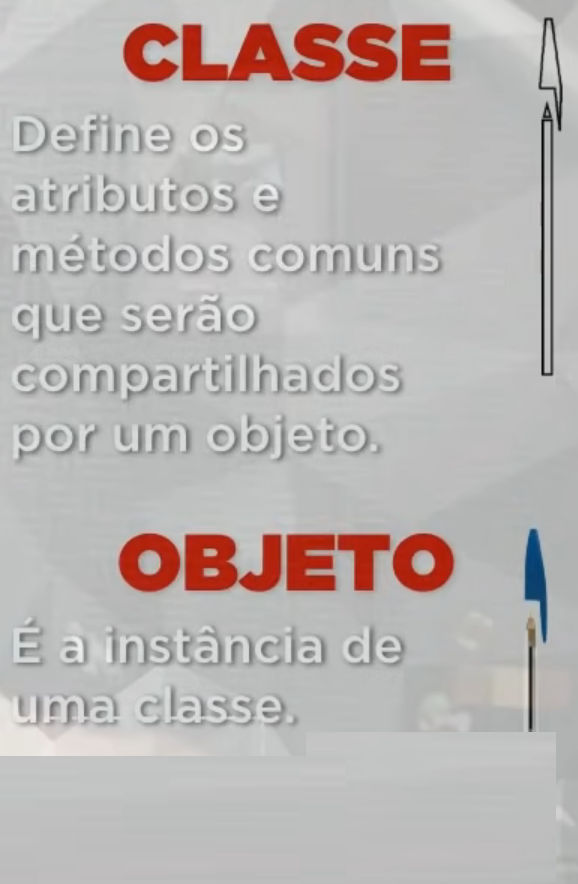 CLASSE
Define os
atributos e
métodos comuns
que serão
compartilhados
por um objeto.
OBJETO
É a instância de
uma classe.